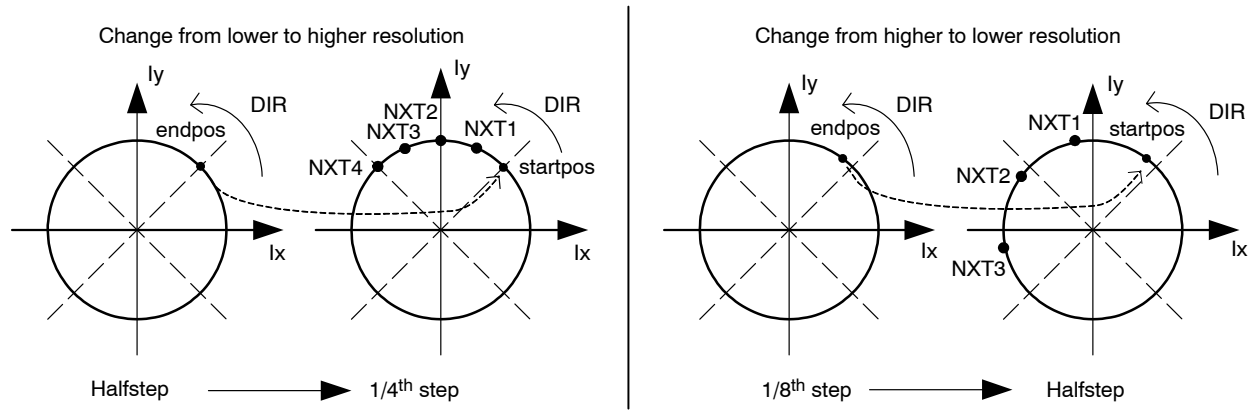 Change from lower to higher resolution
Iy
DIR
endpos
Ix
Halfstep
Iy
DIR
NXT2
NXT3
NXT1
NXT4
startpos
Ix
1/4th step
Change from higher to lower resolution
Iy
DIR
endpos
Ix
1/8th step
Iy
DIR
NXT1
startpos
NXT2
NXT3
Ix
Halfstep